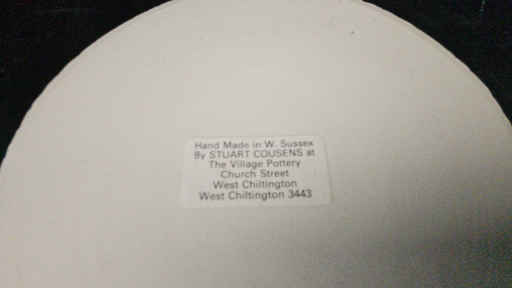 Hand Made in W. Sussex
By STUART COUSENS at
The Village Pottery
Church Street
West Chiltington
West Chiltington 3443